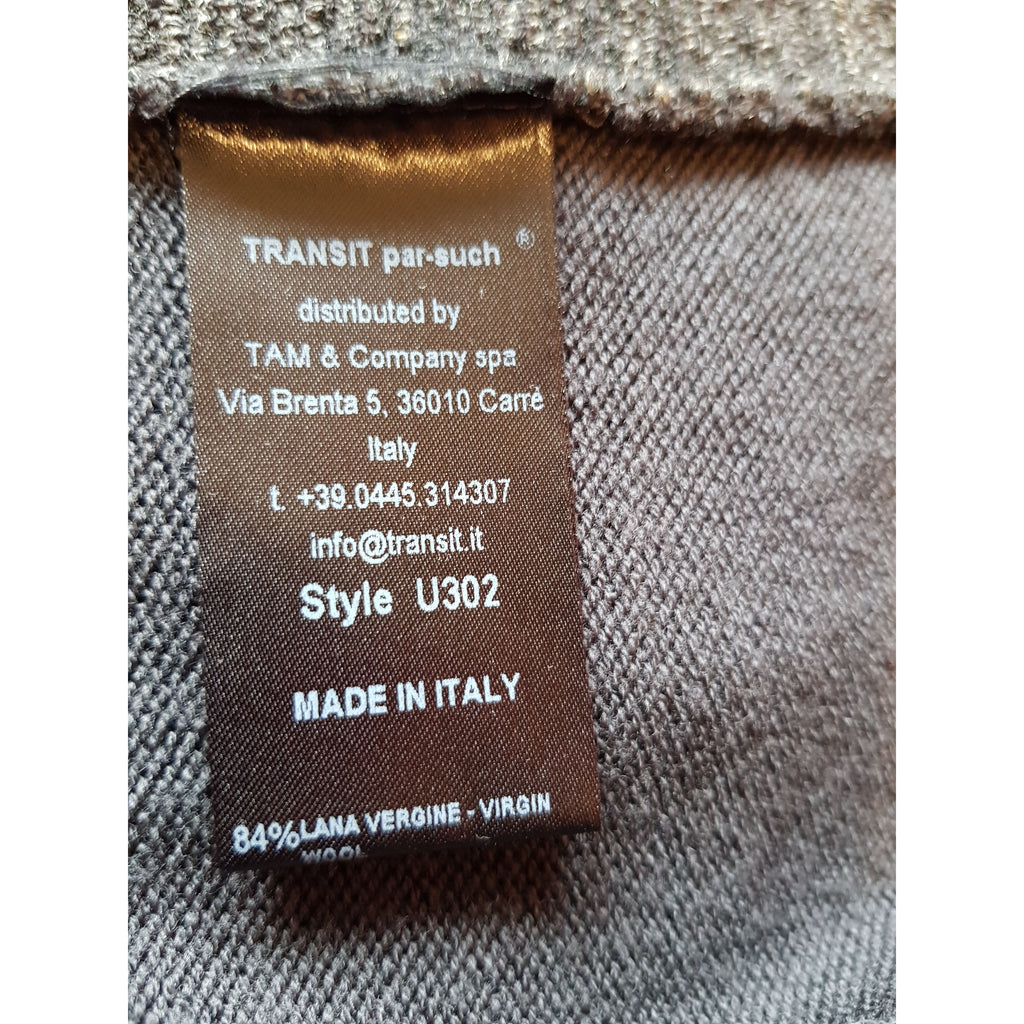 TRANSIT par-such ®
distributed by
TAM & Company spa
Via Brenta 5, 36010 Carrè
Italy
t. +39.0445.314307
info@transit.it
Style U302
MADE IN ITALY
84% LANA VERGINE - VIRGIN
WOOL